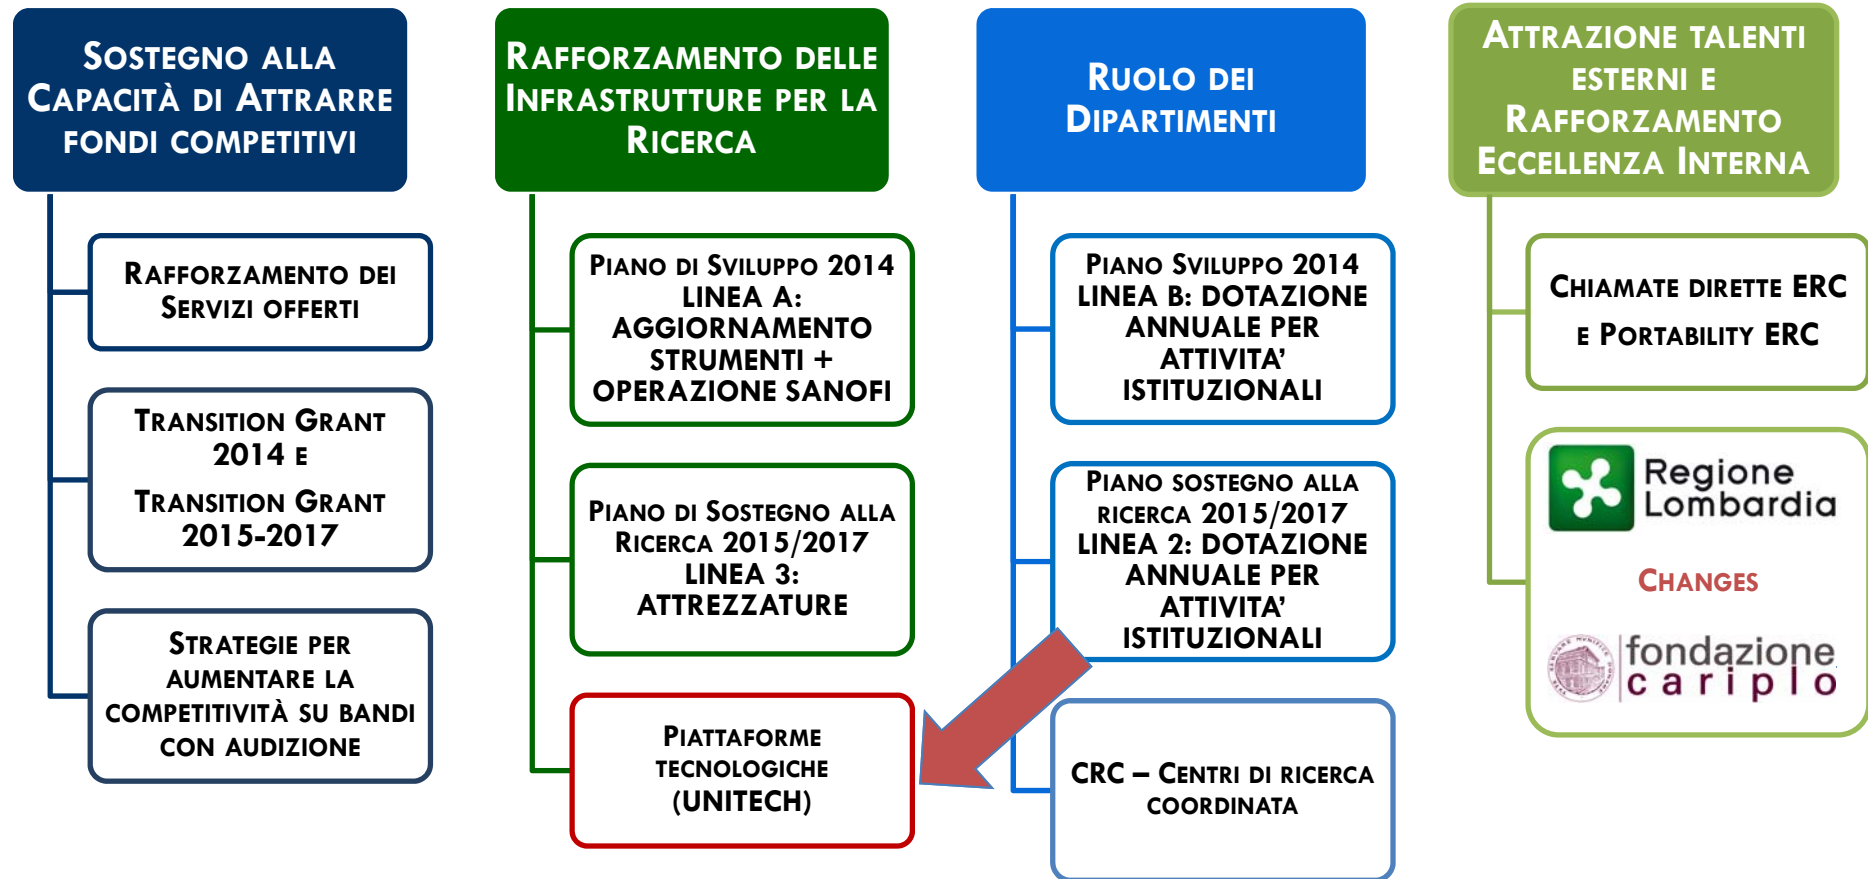 SOSTEGNO ALLA
CAPACITÀ DI ATTRARRE
FONDI COMPETITIVI
RAFFORZAMENTO DEI
SERVIZI OFFERTI
TRANSITION GRANT
2014 E
TRANSITION GRANT
2015-2017
STRATEGIE PER
AUMENTARE LA
COMPETITIVITÀ SU BANDI
CON AUDIZIONE
RAFFORZAMENTO DELLE
INFRASTRUTTURE PER LA
RICERCA
PIANO DI SVILUPPO 2014
LINEA A:
AGGIORNAMENTO
STRUMENTI +
OPERAZIONE SANOFI
PIANO DI SOSTEGNO ALLA
RICERCA 2015/2017
LINEA 3:
ATTREZZATURE
PIATTAFORME
TECNOLOGICHE
(UNITECH)
RUOLO DEI
DIPARTIMENTI
PIANO SVILUPPO 2014
LINEA B: DOTAZIONE
ANNUALE PER
ATTIVITA'
ISTITUZIONALI
PIANO SOSTEGNO ALLA
RICERCA 2015/2017
LINEA 2: DOTAZIONE
ANNUALE PER
ATTIVITA'
ISTITUZIONALI
CRC – CENTRI DI RICERCA
COORDINATA
ATTRAZIONE TALENTI
ESTERNI E
RAFFORZAMENTO
ECCELLENZA INTERNA
CHIAMATE DIRETTE ERC
E PORTABILITY ERC
Regione
Lombardia
CHANGES
fondazione
cariplo